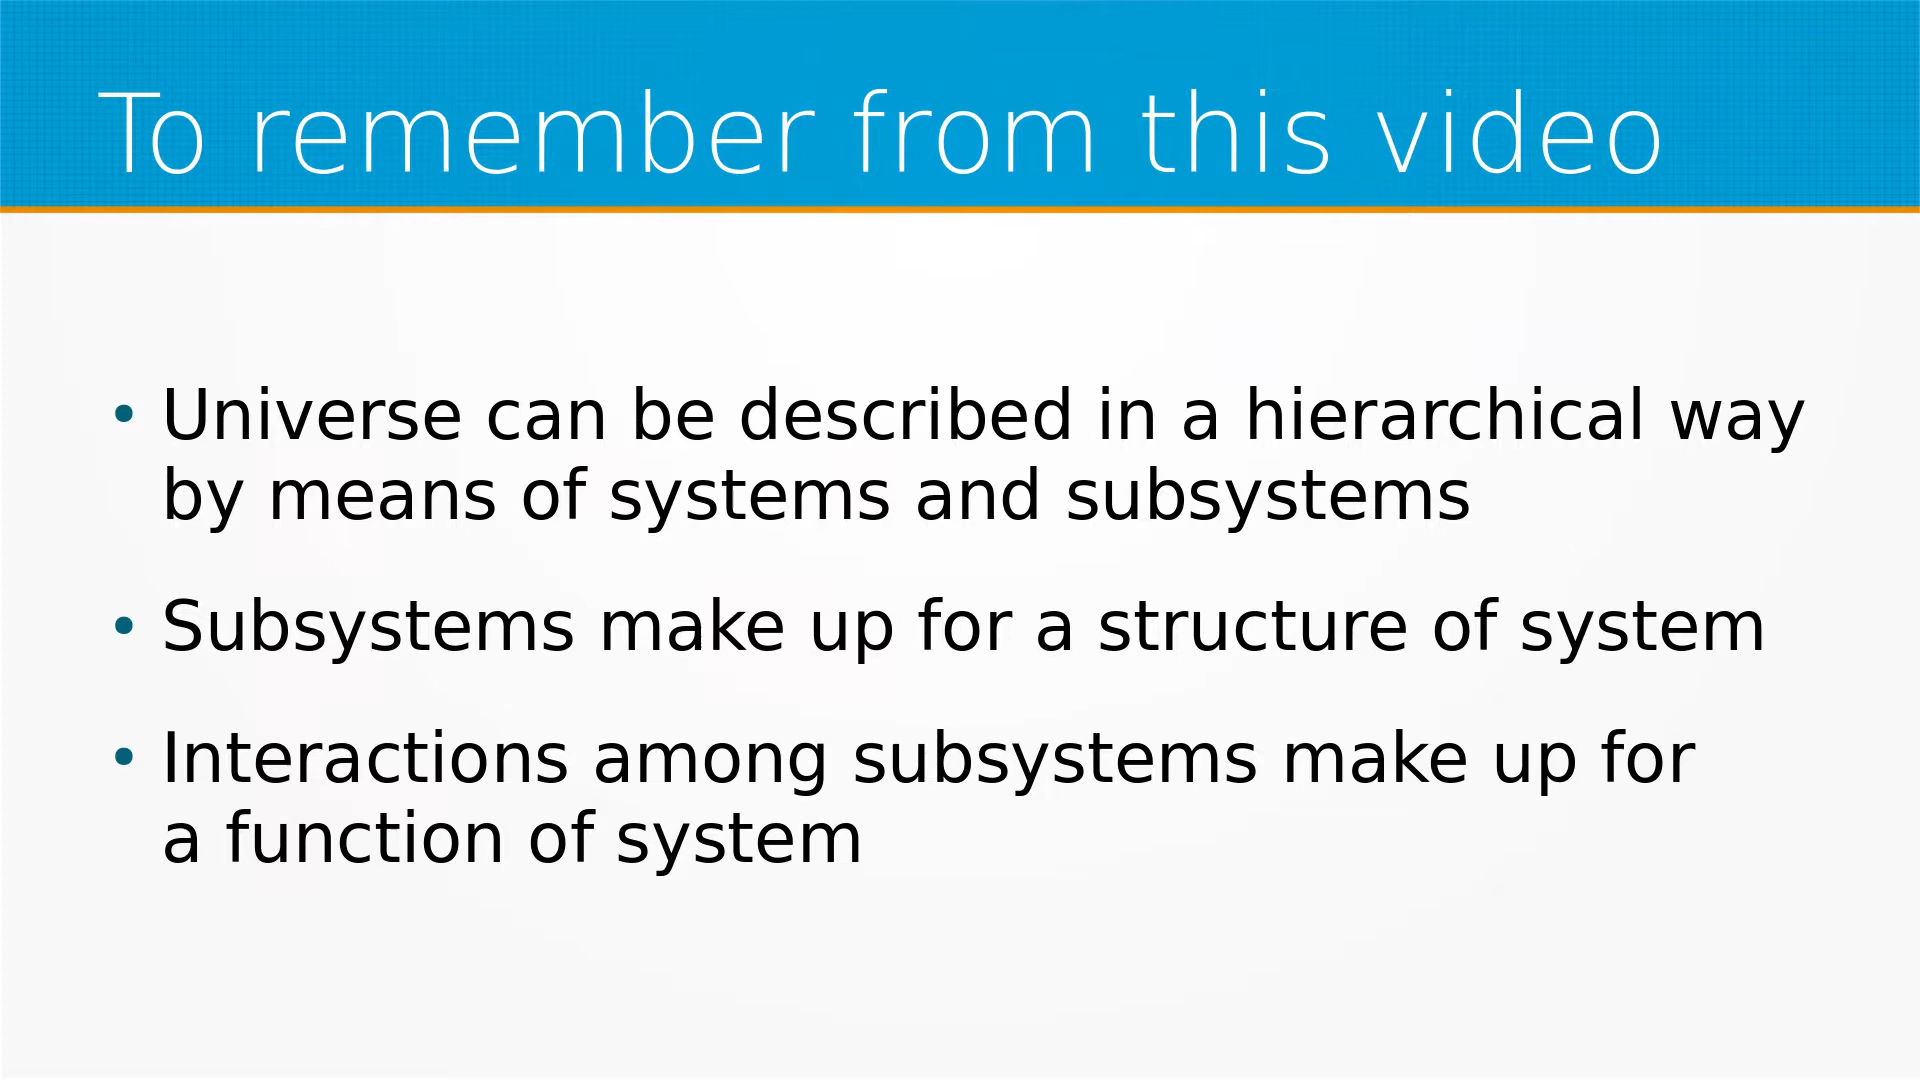 To remember from this video
• Universe can be described in a hierarchical way
by means of systems and subsystems
• Subsystems make up for a structure of system
• Interactions among subsystems make up for
a function of system